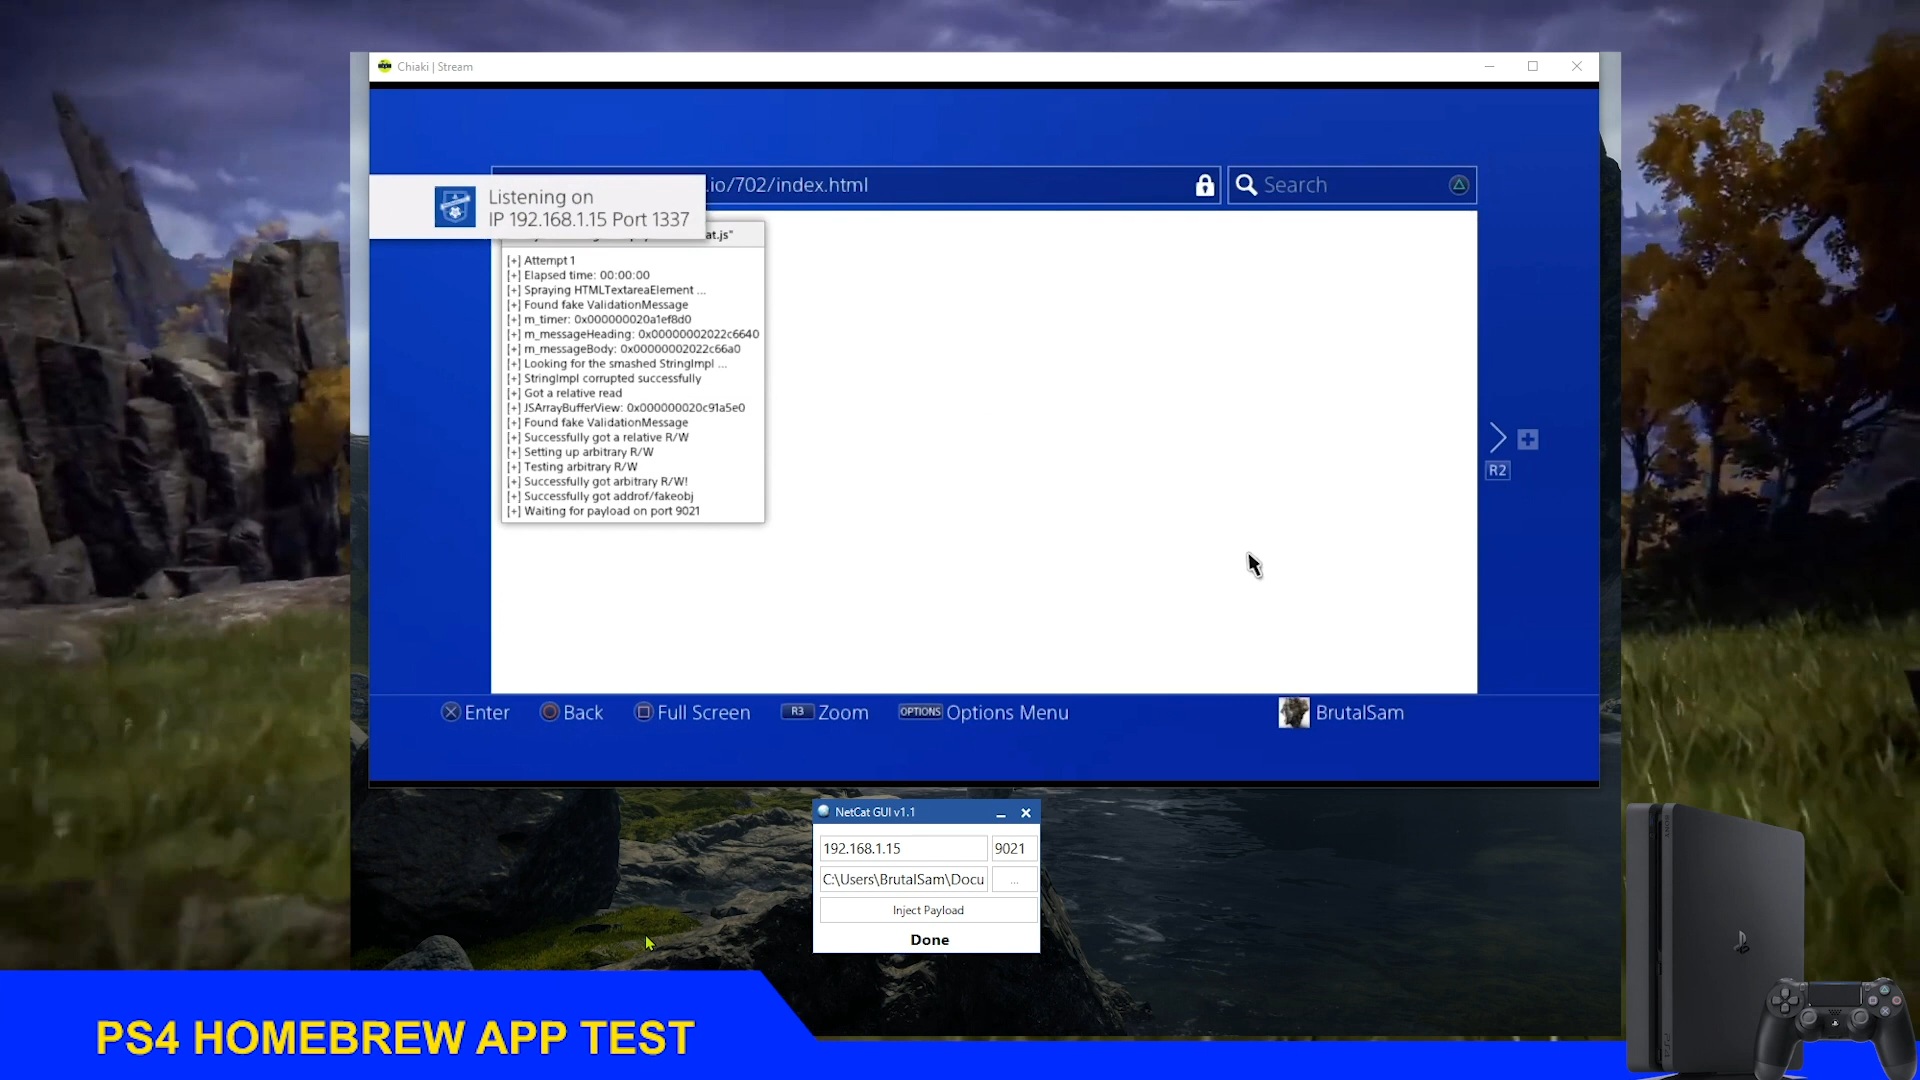 Chiaki | Stream
.io/702/index.html
Search
Listening on
IP 192.168.1.15 Port 1337
at.js"
[+] Attempt 1
[+] Elapsed time: 00:00:00
[+] Spraying HTMLTextareaElement ...
[+] Found fake ValidationMessage
[+] m_timer: 0x000000020a1ef8d0
[+] m_messageHeading: 0x00000002022c6640
[+] m_messageBody: 0x00000002022c66a0
[+] Looking for the smashed StringImpl ...
[+] StringImpl corrupted successfully
[+] Got a relative read
[+] JSArrayBufferView: 0x000000020c91a5e0
[+] Found fake ValidationMessage
[+] Successfully got a relative R/W
[+] Setting up arbitrary R/W
[+] Testing arbitrary R/W
[+] Successfully got arbitrary R/W!
[+] Successfully got addrof/fakeobj
[+] Waiting for payload on port 9021
R2
Enter
Back
Full Screen
R3 Zoom
OPTIONS Options Menu
BrutalSam
NetCat GUI v1.1
192.168.1.15
9021
C:\Users\BrutalSam\Docu
...
Inject Payload
Done
PS4 HOMEBREW APP TEST